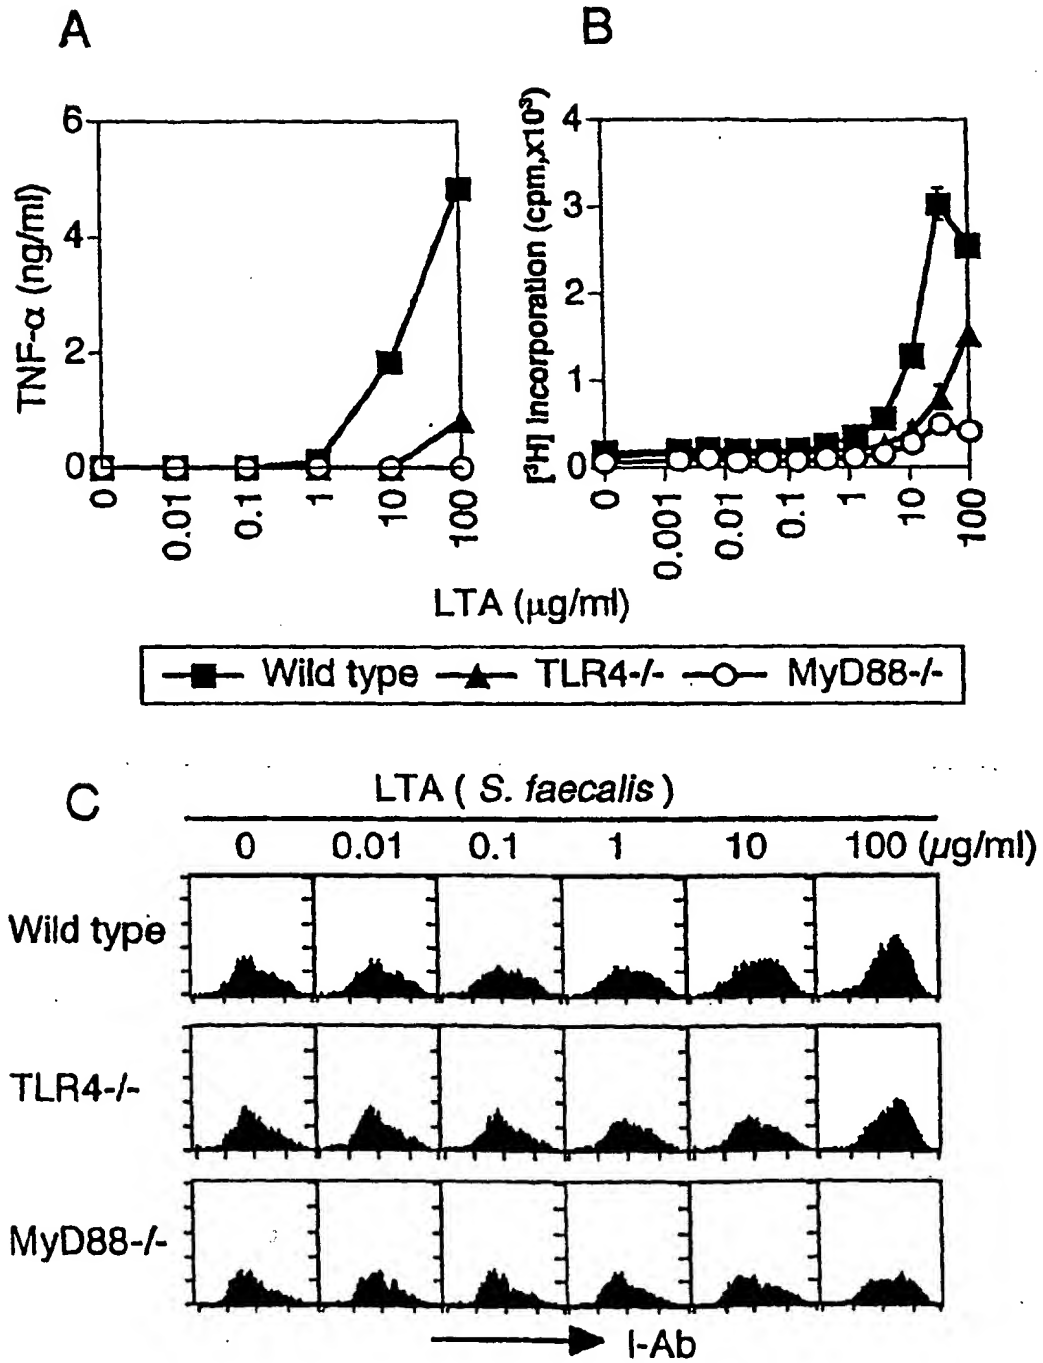 A
B
6
4
2
0
TNF-α (ng/ml)
0
0.01
0.1
1
10
100
4
3
2
1
0
[³H] incorporation (cpm,x10³)
0
0.001
0.01
0.1
1
10
100
LTA (μg/ml)
Wild type TLR4-/- MyD88-/-
C
LTA ( S. faecalis )
0 0.01 0.1 1 10 100 (μg/ml)
Wild type
TLR4-/-
MyD88-/-
I-Ab